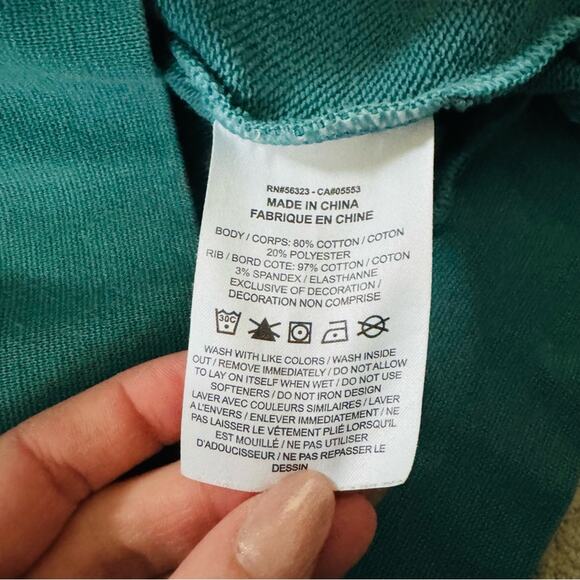 RN#56323 - CA#05553
MADE IN CHINA
FABRIQUE EN CHINE
BODY / CORPS: 80% COTTON / COTON
20% POLYESTER
RIB / BORD COTE: 97% COTTON / COTON
3% SPANDEX / ELASTHANNE
EXCLUSIVE OF DECORATION /
DECORATION NON COMPRISE
30C
WASH WITH LIKE COLORS / WASH INSIDE
OUT / REMOVE IMMEDIATELY / DO NOT ALLOW
TO LAY ON ITSELF WHEN WET / DO NOT USE
SOFTENERS / DO NOT IRON DESIGN
LAVER AVEC COULEURS SIMILAIRES / LAVER
A L'ENVERS / ENLEVER IMMEDIATEMENT / NE
PAS LAISSER LE VÊTEMENT PLIÉ LORSQU'IL
EST MOUILLÉ / NE PAS UTILISER
D'ADOUCISSEUR / NE PAS REPASSER LE
DESSIN